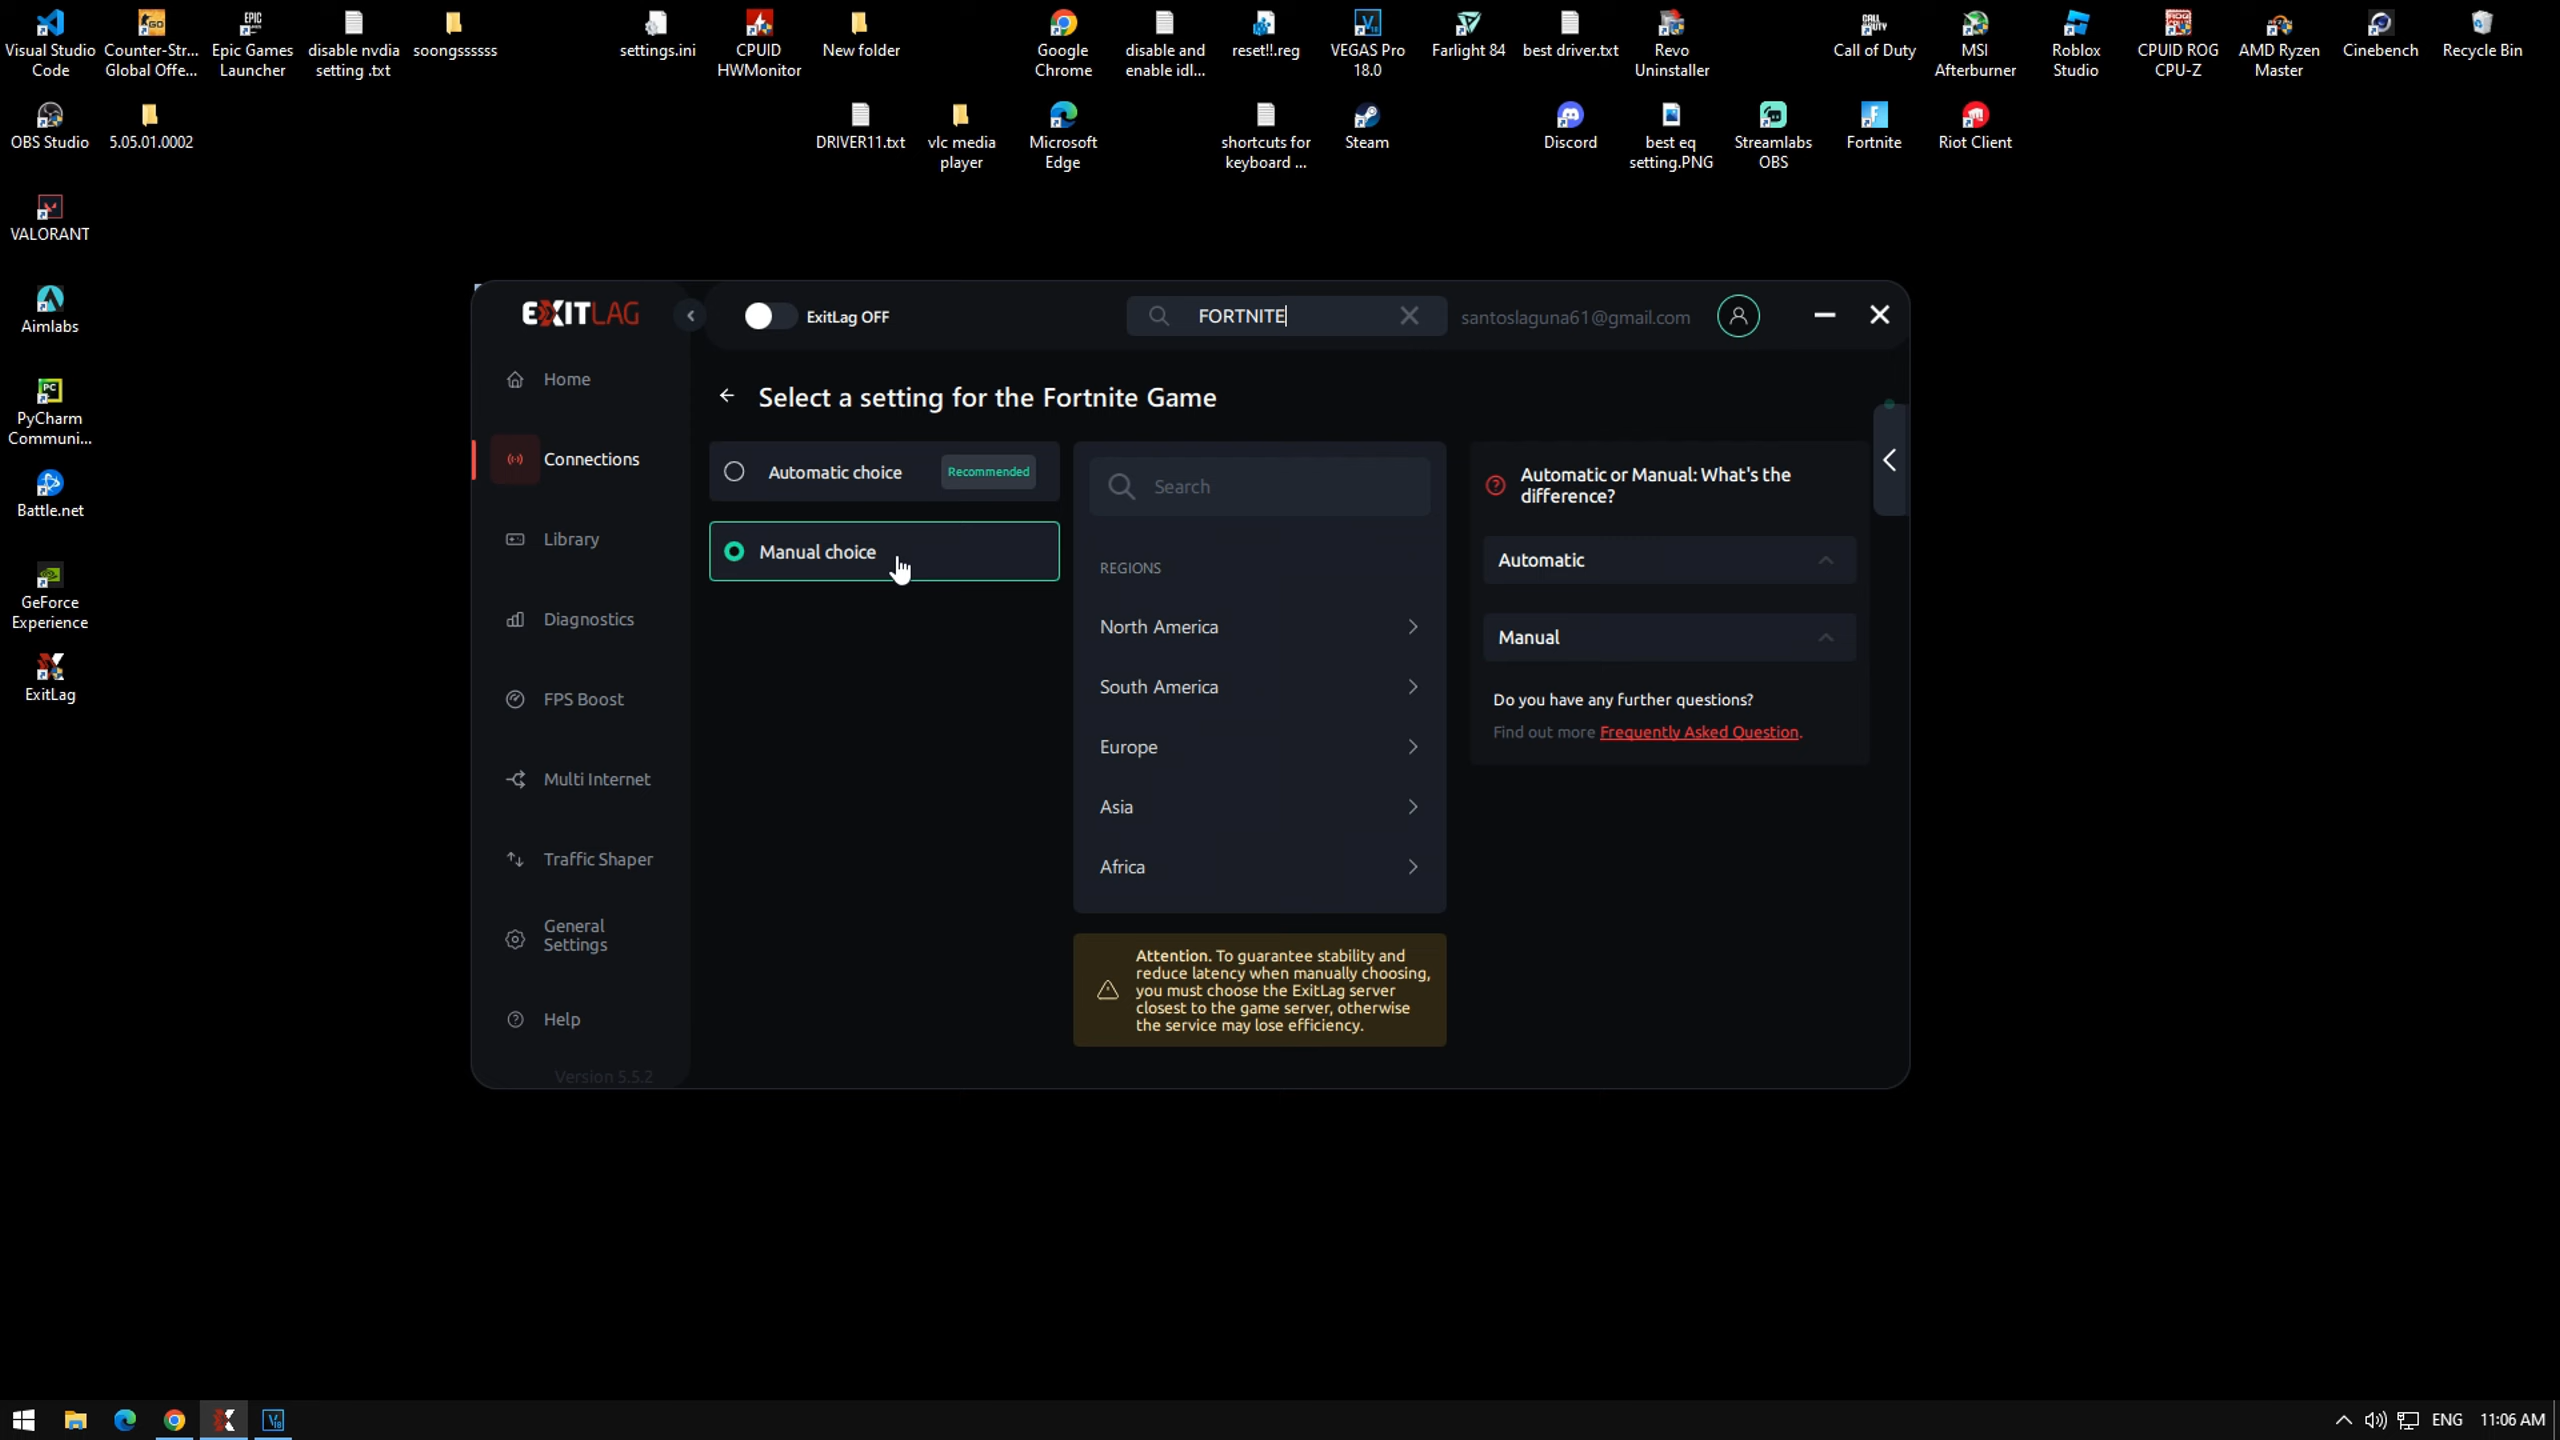 Visual Studio
Code
Counter-Str...
Global Offe...
Epic Games
Launcher
disable nvdia
setting .txt
soongssssss
settings.ini
CPUID
HWMonitor
New folder
Google
Chrome
disable and
enable idl...
reset!!.reg
VEGAS Pro
18.0
Farlight 84
best driver.txt
Revo
Uninstaller
Call of Duty
MSI
Afterburner
Roblox
Studio
CPUID ROG
CPU-Z
AMD Ryzen
Master
Cinebench
Recycle Bin
OBS Studio
5.05.01.0002
DRIVER11.txt
vlc media
player
Microsoft
Edge
shortcuts for
keyboard ...
Steam
Discord
best eq
setting.PNG
Streamlabs
OBS
Fortnite
Riot Client
VALORANT
Aimlabs
PyCharm
Communi...
Battle.net
GeForce
Experience
ExitLag
EXITLAG
ExitLag OFF
FORTNITE
santoslaguna61@gmail.com
Home
Connections
Library
Diagnostics
FPS Boost
Multi Internet
Traffic Shaper
General
Settings
Help
Version 5.5.2
Select a setting for the Fortnite Game
Automatic choice
Recommended
Manual choice
Search
REGIONS
North America
South America
Europe
Asia
Africa
Attention. To guarantee stability and
reduce latency when manually choosing,
you must choose the ExitLag server
closest to the game server, otherwise
the service may lose efficiency.
Automatic or Manual: What's the
difference?
Automatic
Manual
Do you have any further questions?
Find out more Frequently Asked Question.
ENG
11:06 AM